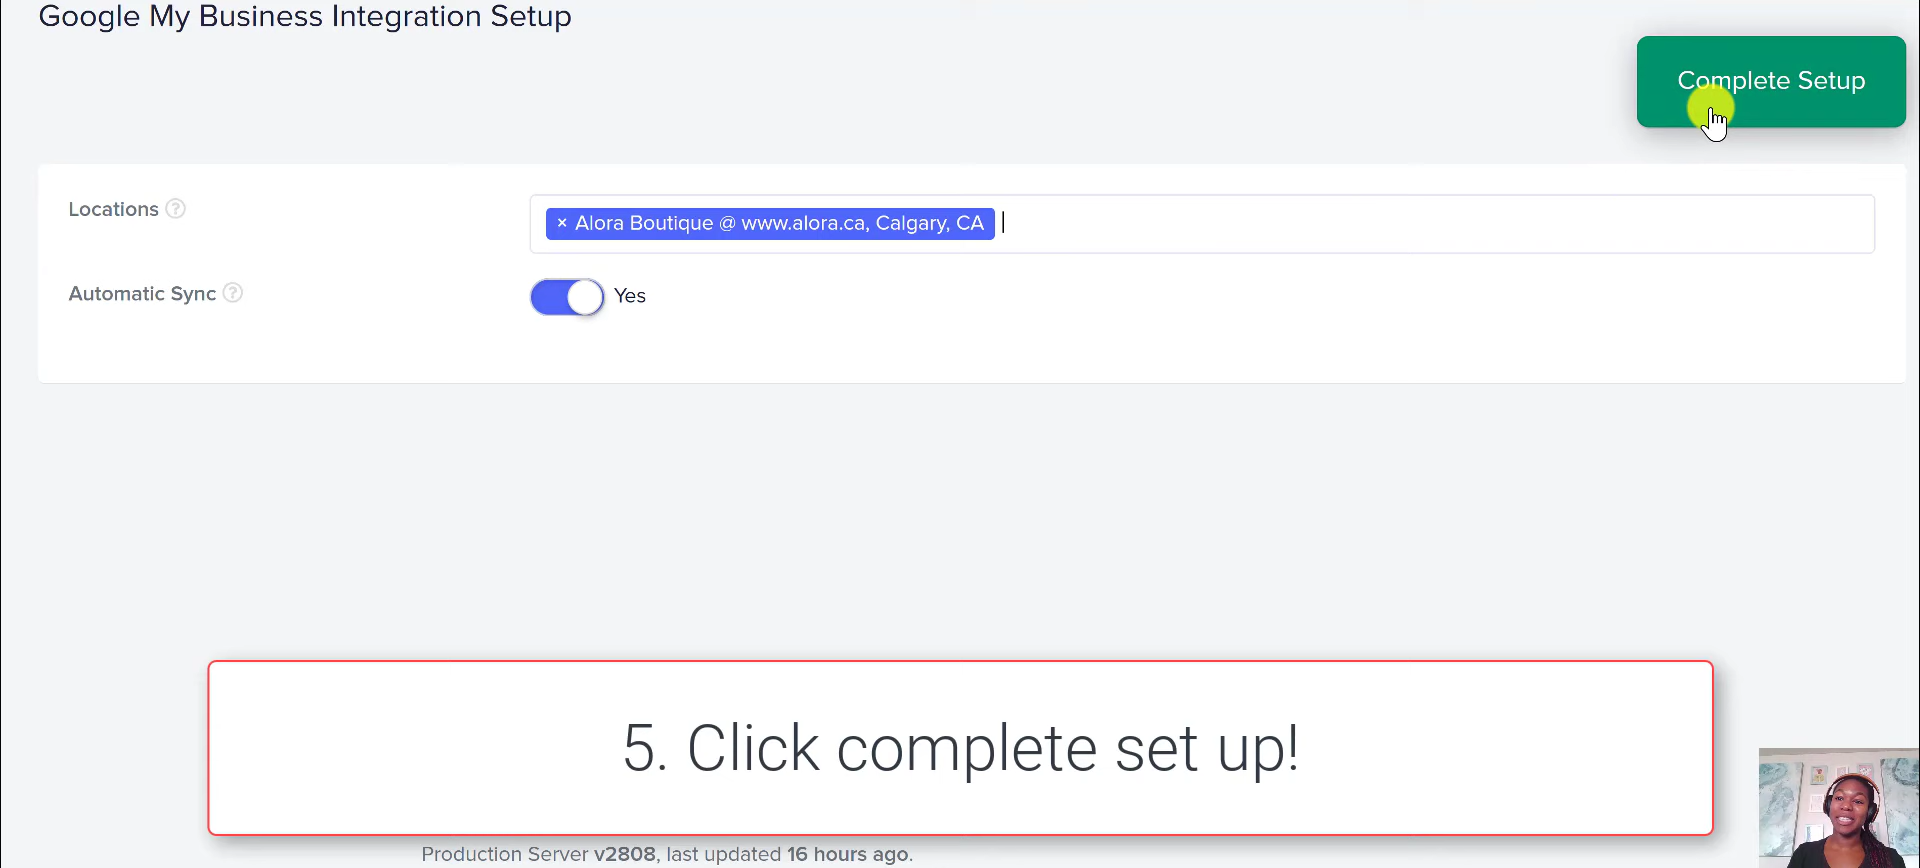 Google My Business Integration Setup
Complete Setup
Locations ?
× Alora Boutique @ www.alora.ca, Calgary, CA
Automatic Sync ?
Yes
5. Click complete set up!
Production Server v2808, last updated 16 hours ago.